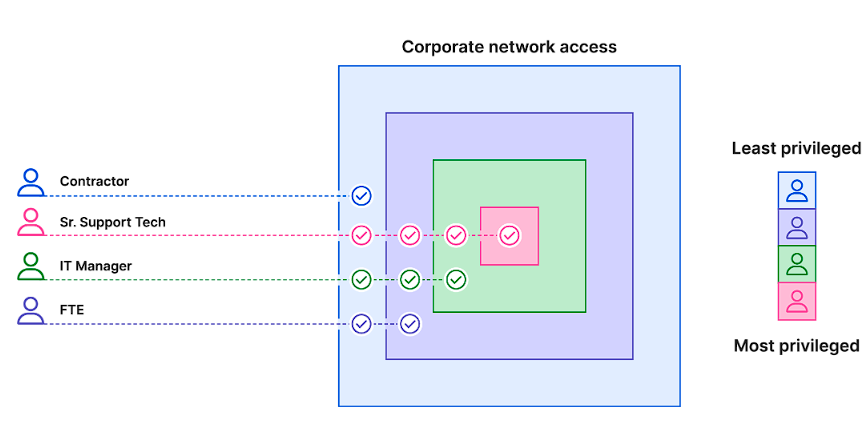 Corporate network access
Least privileged
Contractor
Sr. Support Tech
IT Manager
FTE
Most privileged